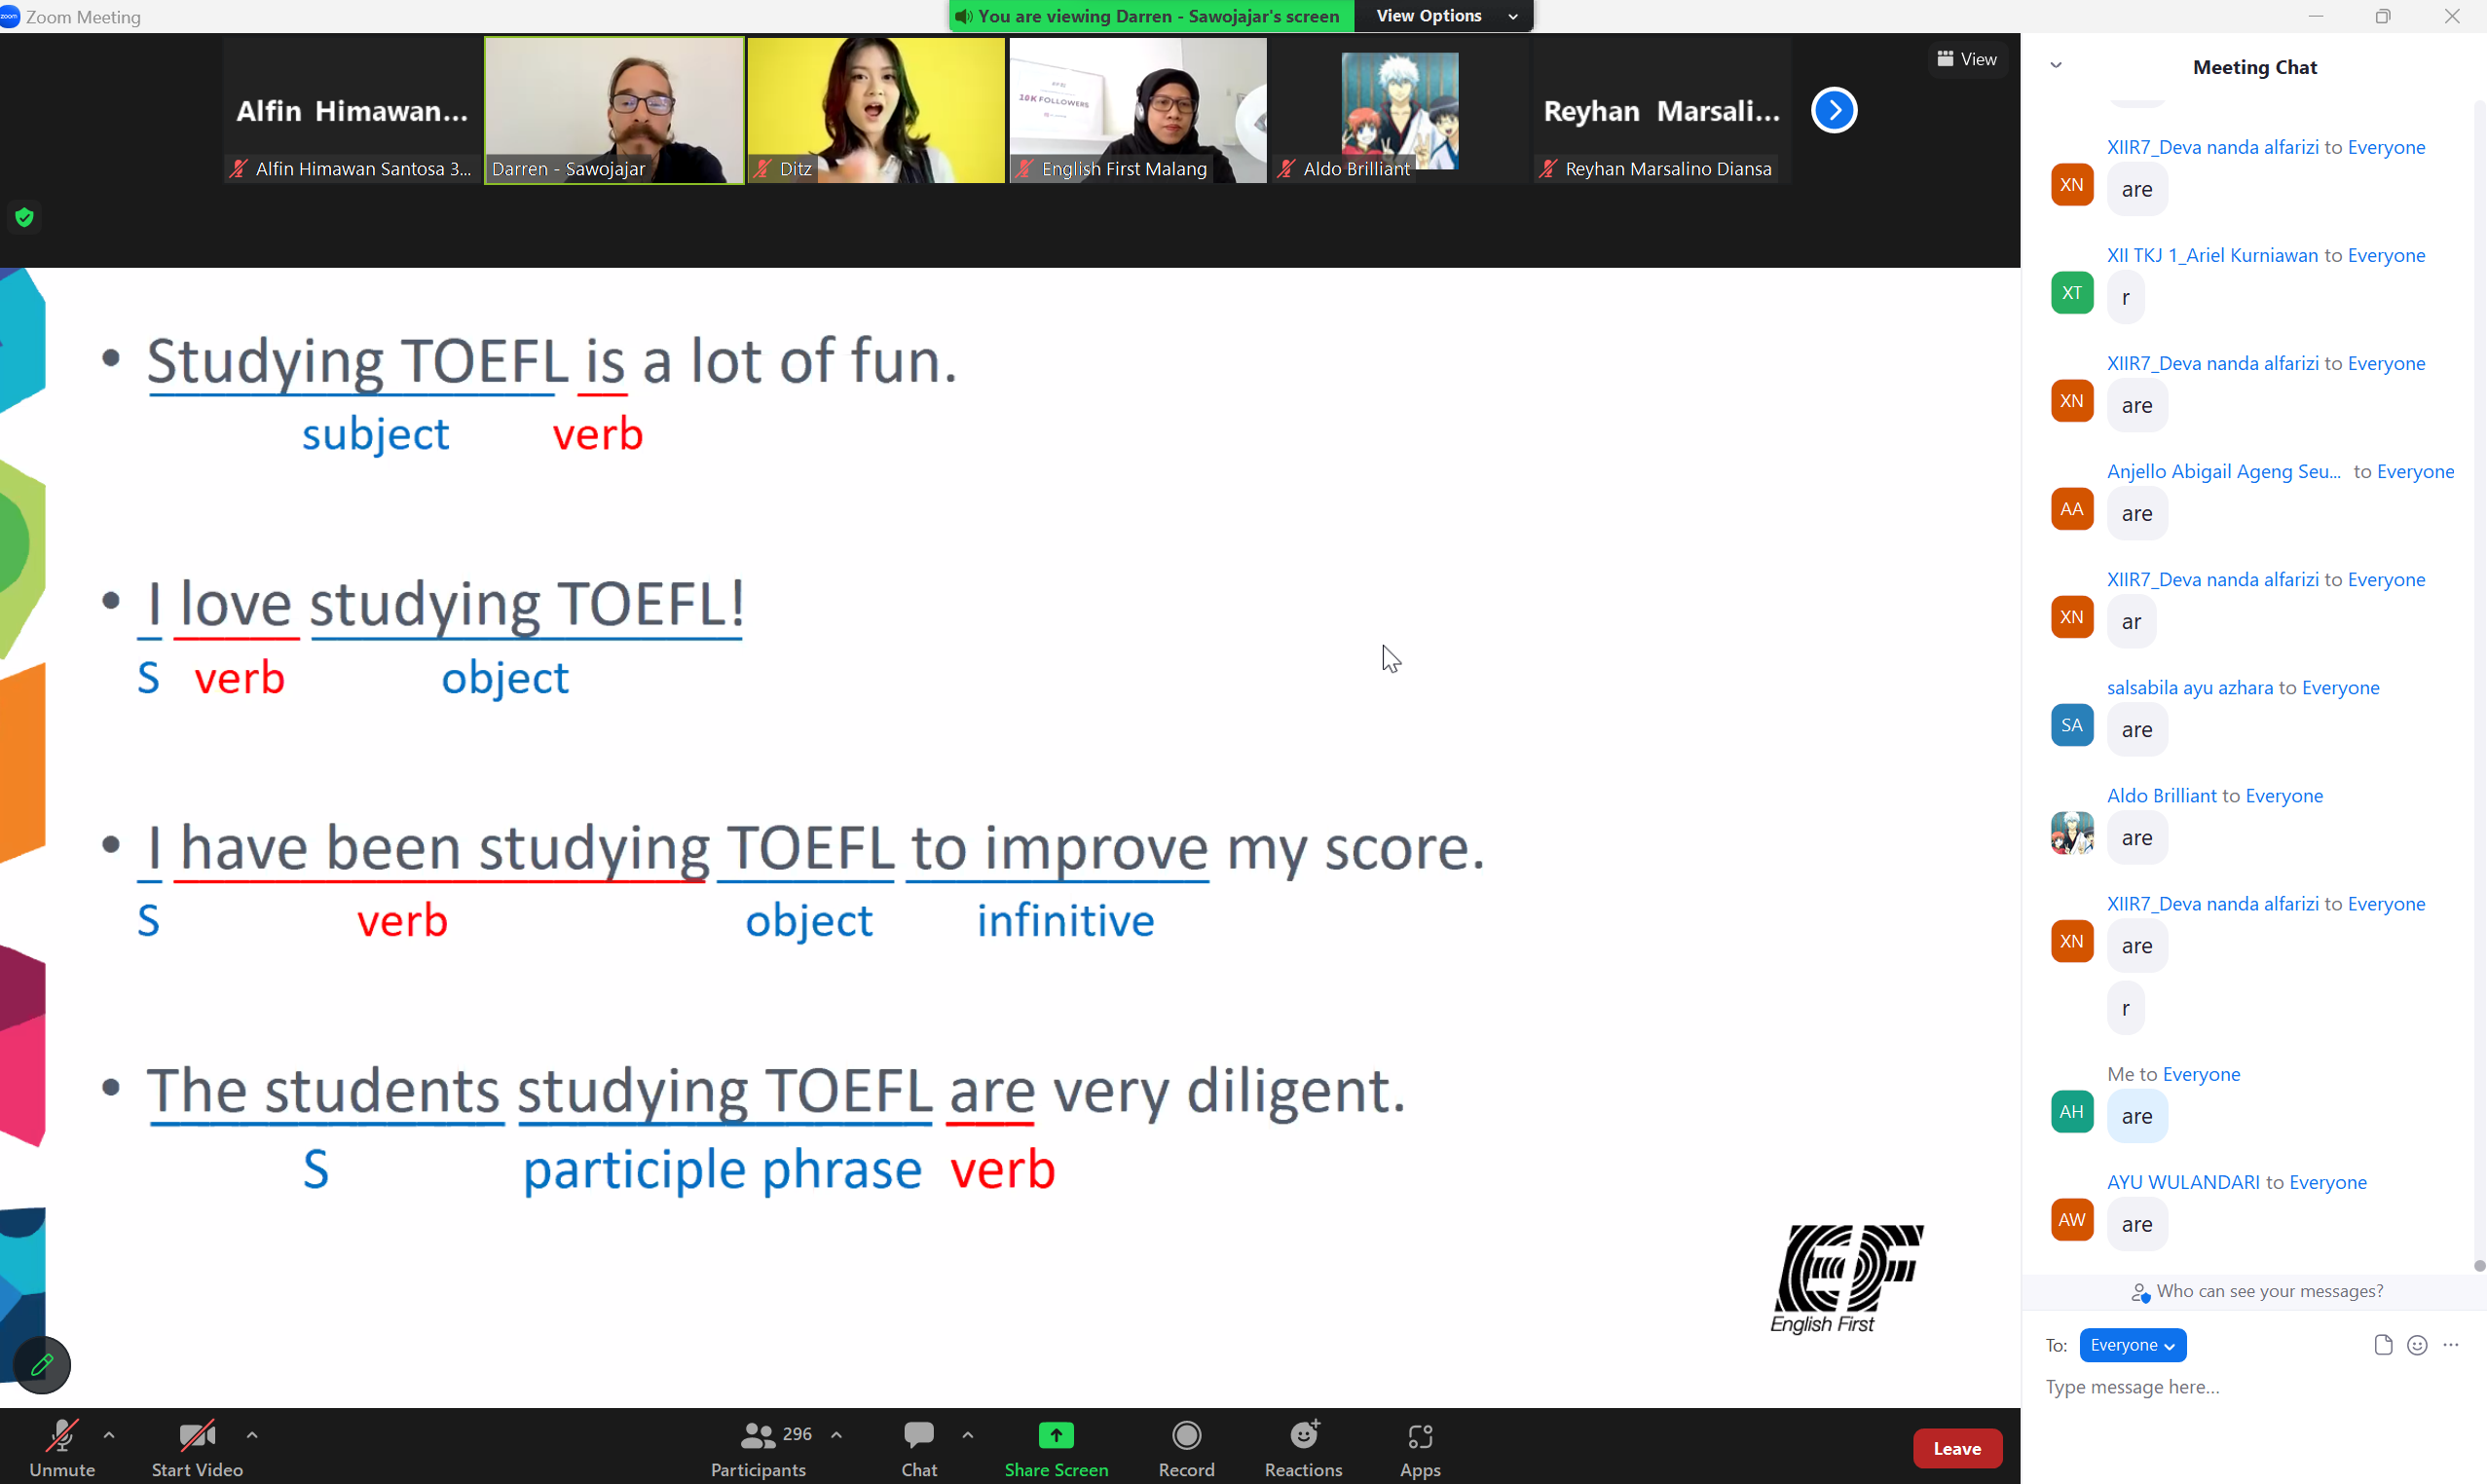 zoom Zoom Meeting
You are viewing Darren - Sawojajar's screen View Options
Alfin Himawan... Reyhan Marsali...
Alfin Himawan Santosa 3... Darren - Sawojajar Ditz English First Malang Aldo Brilliant Reyhan Marsalino Diansa
10K FOLLOWERS
View
• Studying TOEFL is a lot of fun.
subject verb
• I love studying TOEFL!
S verb object
• I have been studying TOEFL to improve my score.
S verb object infinitive
• The students studying TOEFL are very diligent.
S participle phrase verb
EF
English First
Meeting Chat
XIIR7_Deva nanda alfarizi to Everyone
XN are
XII TKJ 1_Ariel Kurniawan to Everyone
XT r
XIIR7_Deva nanda alfarizi to Everyone
XN are
Anjello Abigail Ageng Seu... to Everyone
AA are
XIIR7_Deva nanda alfarizi to Everyone
XN ar
salsabila ayu azhara to Everyone
SA are
Aldo Brilliant to Everyone
are
XIIR7_Deva nanda alfarizi to Everyone
XN are
r
Me to Everyone
AH are
AYU WULANDARI to Everyone
AW are
Who can see your messages?
To: Everyone
Type message here...
Unmute Start Video 296 Participants Chat Share Screen Record Reactions Apps Leave